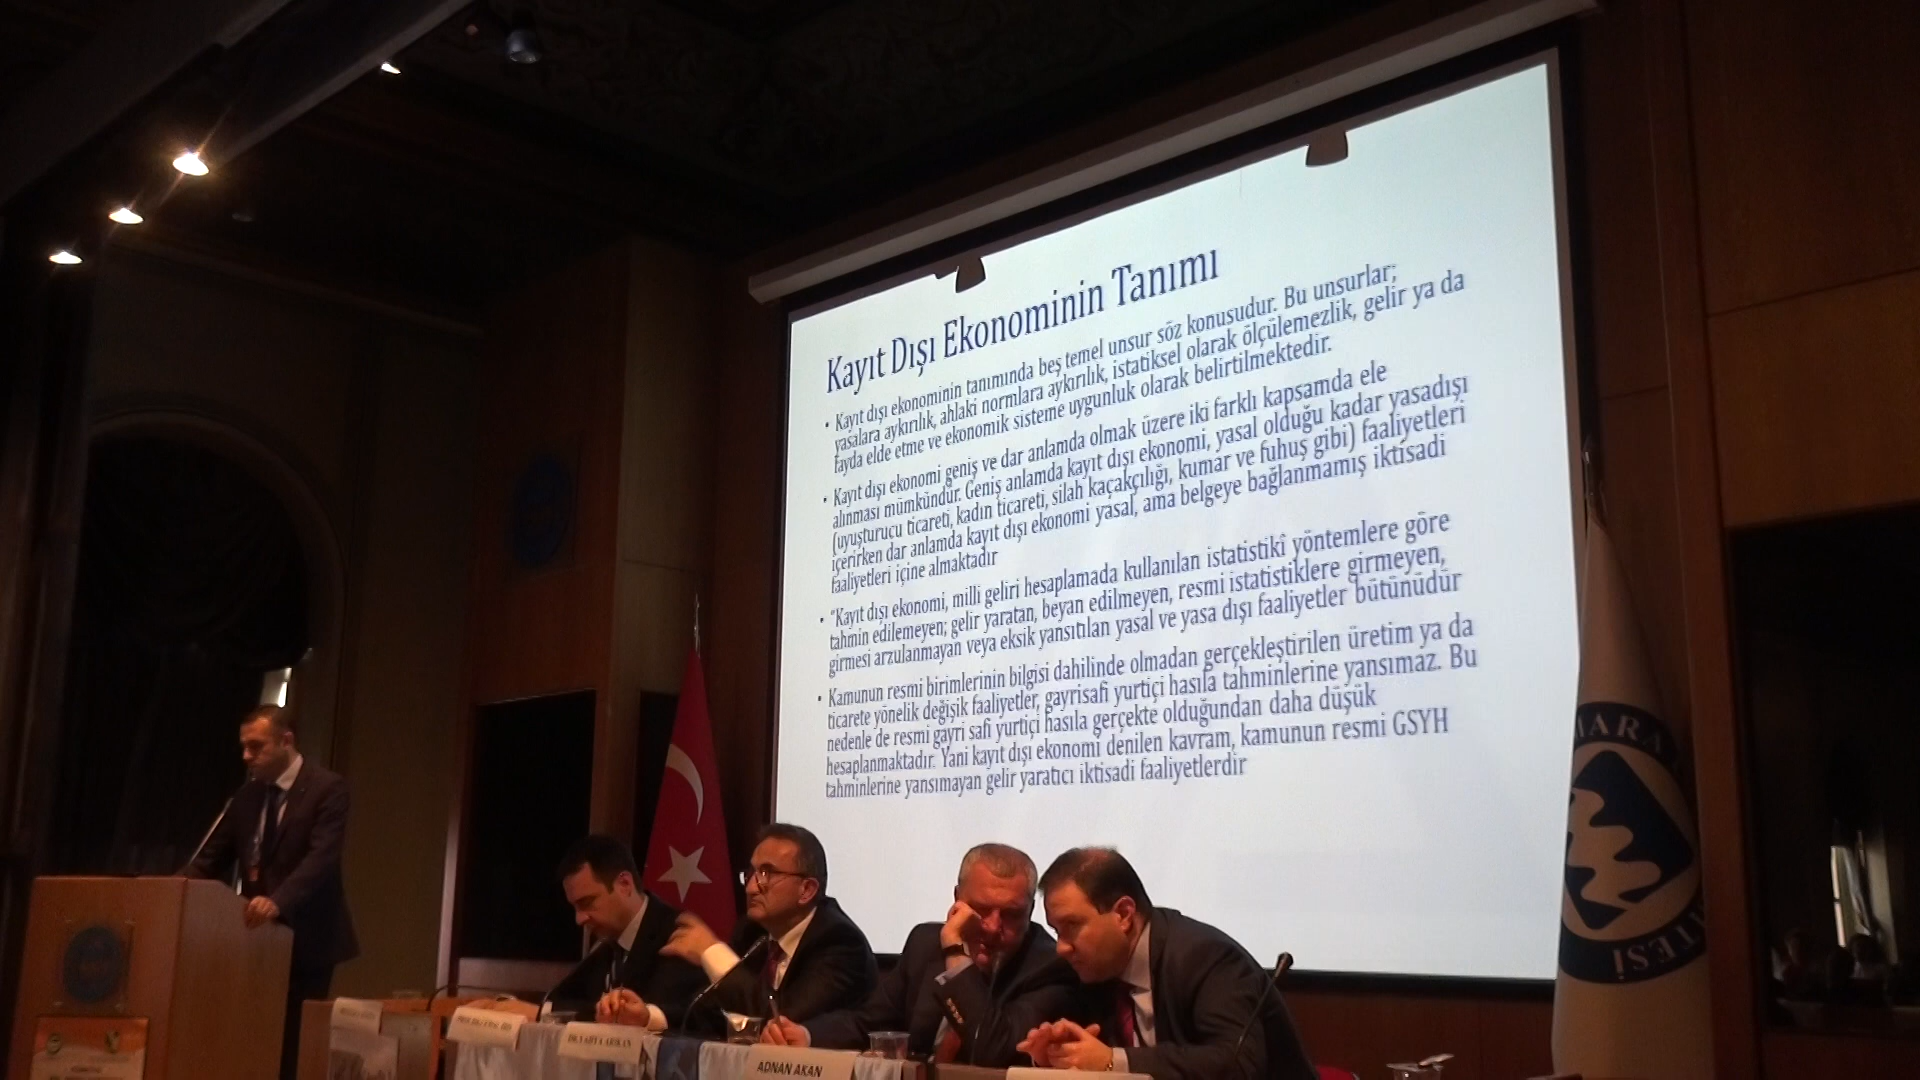 Kayıt Dışı Ekonominin Tanımı
• Kayıt dışı ekonominin tanımında beş temel unsur söz konusudur. Bu unsurlar;
yasalara aykırılık, ahlaki normlara aykırılık, istatiksel olarak ölçülemezlik, gelir ya da
fayda elde etme ve ekonomik sisteme uygunluk olarak belirtilmektedir.
• Kayıt dışı ekonomi geniş ve dar anlamda olmak üzere iki farklı kapsamda ele
alınması mümkündür. Geniş anlamda kayıt dışı ekonomi, yasal olduğu kadar yasadışı
(uyuşturucu ticareti, kadın ticareti, silah kaçakçılığı, kumar ve fuhuş gibi) faaliyetleri
içerirken dar anlamda kayıt dışı ekonomi yasal, ama belgeye bağlanmamış iktisadi
faaliyetleri içine almaktadır
• "Kayıt dışı ekonomi, milli geliri hesaplamada kullanılan istatistikî yöntemlere göre
tahmin edilemeyen; gelir yaratan, beyan edilmeyen, resmi istatistiklere girmeyen,
girmesi arzulanmayan veya eksik yansıtılan yasal ve yasa dışı faaliyetler bütünüdür
• Kamunun resmi birimlerinin bilgisi dahilinde olmadan gerçekleştirilen üretim ya da
ticarete yönelik değişik faaliyetler, gayrisafi yurtiçi hasıla tahminlerine yansımaz. Bu
nedenle de resmi gayri safi yurtiçi hasıla gerçekte olduğundan daha düşük
hesaplanmaktadır. Yani kayıt dışı ekonomi denilen kavram, kamunun resmi GSYH
tahminlerine yansımayan gelir yaratıcı iktisadi faaliyetlerdir
ADNAN AKAN